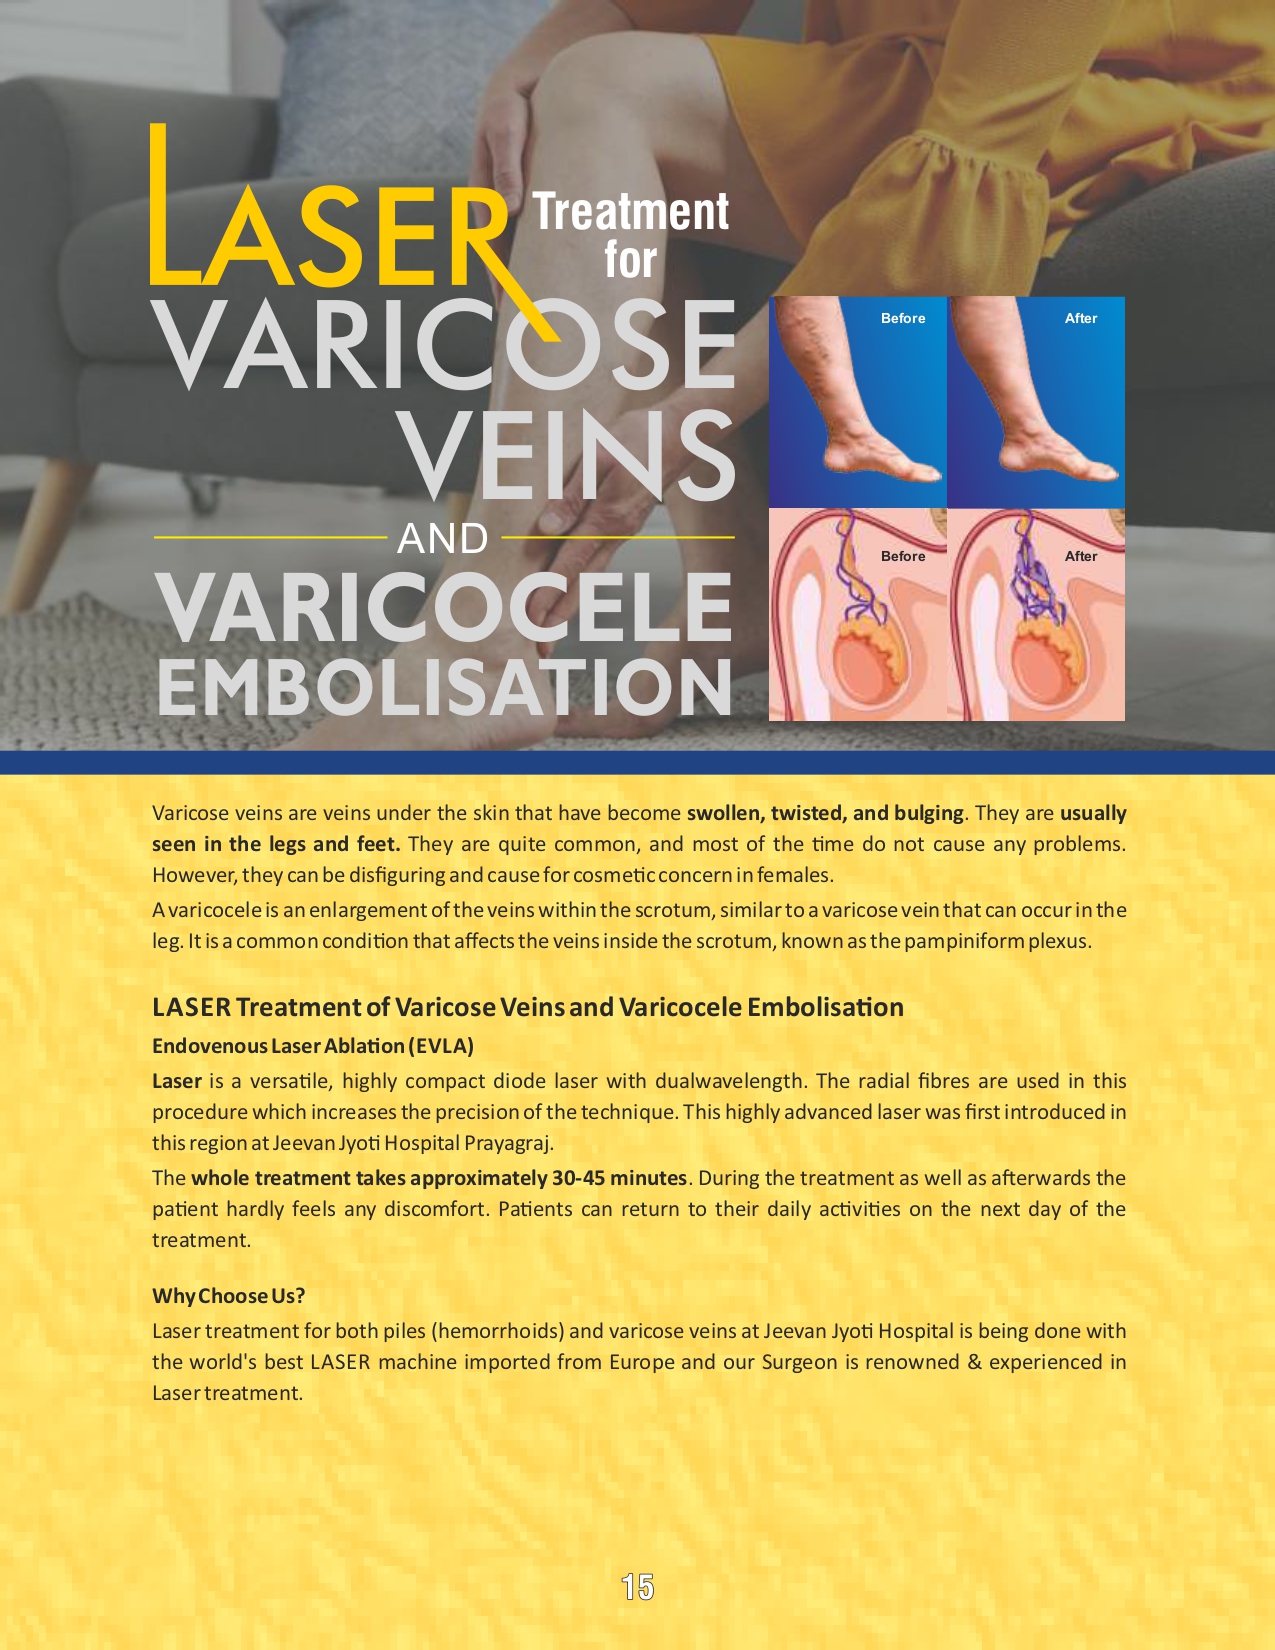 LASER Treatment
for
VARICOSE
VEINS
AND
VARICOCELE
EMBOLISATION
Before
After
Before
After
Varicose veins are veins under the skin that have become swollen, twisted, and bulging. They are usually
seen in the legs and feet. They are quite common, and most of the time do not cause any problems.
However, they can be disfiguring and cause for cosmetic concern in females.
A varicocele is an enlargement of the veins within the scrotum, similar to a varicose vein that can occur in the
leg. It is a common condition that affects the veins inside the scrotum, known as the pampiniform plexus.
LASER Treatment of Varicose Veins and Varicocele Embolisation
Endovenous Laser Ablation (EVLA)
Laser is a versatile, highly compact diode laser with dualwavelength. The radial fibres are used in this
procedure which increases the precision of the technique. This highly advanced laser was first introduced in
this region at Jeevan Jyoti Hospital Prayagraj.
The whole treatment takes approximately 30-45 minutes. During the treatment as well as afterwards the
patient hardly feels any discomfort. Patients can return to their daily activities on the next day of the
treatment.
Why Choose Us?
Laser treatment for both piles (hemorrhoids) and varicose veins at Jeevan Jyoti Hospital is being done with
the world's best LASER machine imported from Europe and our Surgeon is renowned & experienced in
Laser treatment.
15